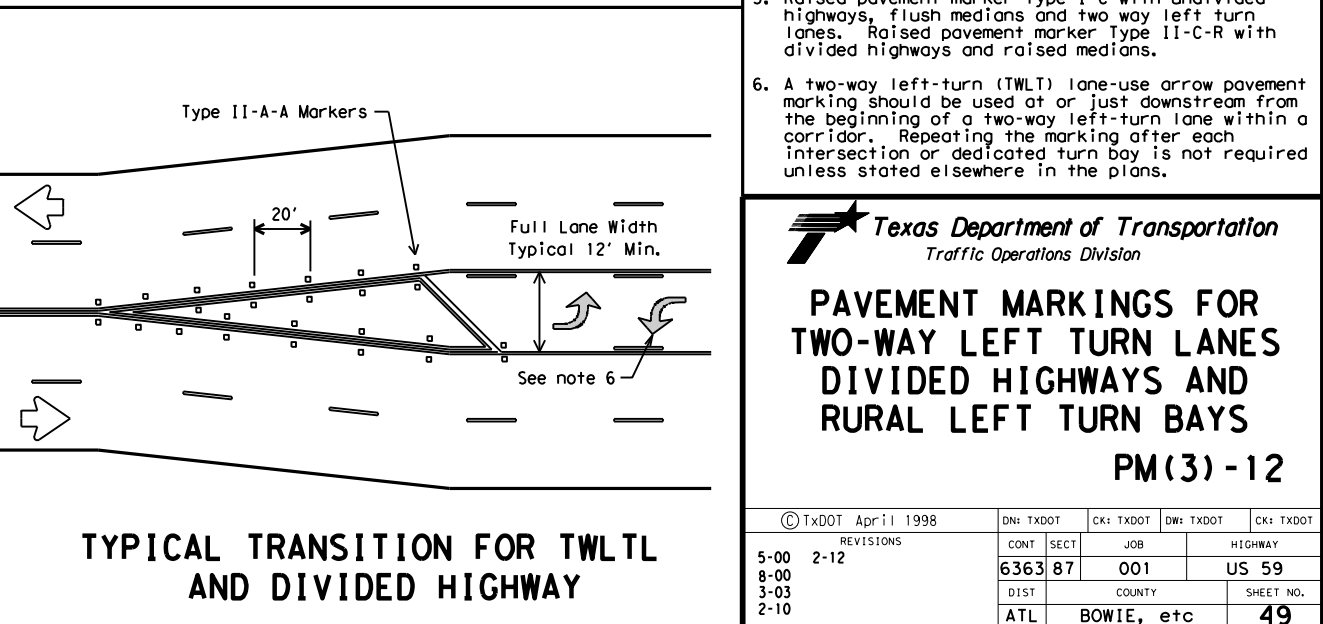 5. Raised pavement marker Type I-C with undivided
highways, flush medians and two way left turn
lanes. Raised pavement marker Type II-C-R with
divided highways and raised medians.
6. A two-way left-turn (TWLT) lane-use arrow pavement
marking should be used at or just downstream from
the beginning of a two-way left-turn lane within a
corridor. Repeating the marking after each
intersection or dedicated turn bay is not required
unless stated elsewhere in the plans.
Type II-A-A Markers
20'
Full Lane Width
Typical 12' Min.
See note 6
TYPICAL TRANSITION FOR TWLTL
AND DIVIDED HIGHWAY
Texas Department of Transportation
Traffic Operations Division
PAVEMENT MARKINGS FOR
TWO-WAY LEFT TURN LANES
DIVIDED HIGHWAYS AND
RURAL LEFT TURN BAYS
PM(3)-12
© TxDOT April 1998
DN: TXDOT
CK: TXDOT
DW: TXDOT
CK: TXDOT
REVISIONS
5-00 2-12
8-00
3-03
2-10
CONT
SECT
JOB
HIGHWAY
6363
87
001
US 59
DIST
COUNTY
SHEET NO.
ATL
BOWIE, etc
49